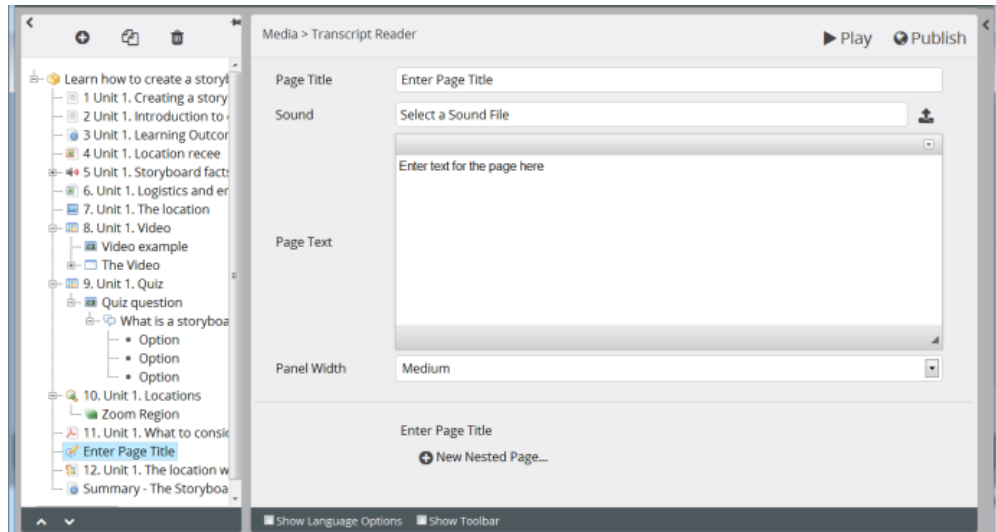 Learn how to create a storyt
1 Unit 1. Creating a story
2 Unit 1. Introduction to
3 Unit 1. Learning Outcor
4 Unit 1. Location recee
5 Unit 1. Storyboard facts
6. Unit 1. Logistics and er
7. Unit 1. The location
8. Unit 1. Video
Video example
The Video
9. Unit 1. Quiz
Quiz question
What is a storyboa
Option
Option
Option
10. Unit 1. Locations
Zoom Region
11. Unit 1. What to consid
Enter Page Title
12. Unit 1. The location w
Summary - The Storyboa
Media > Transcript Reader
Play
Publish
Page Title
Enter Page Title
Sound
Select a Sound File
Page Text
Enter text for the page here
Panel Width
Medium
Enter Page Title
New Nested Page...
Show Language Options
Show Toolbar